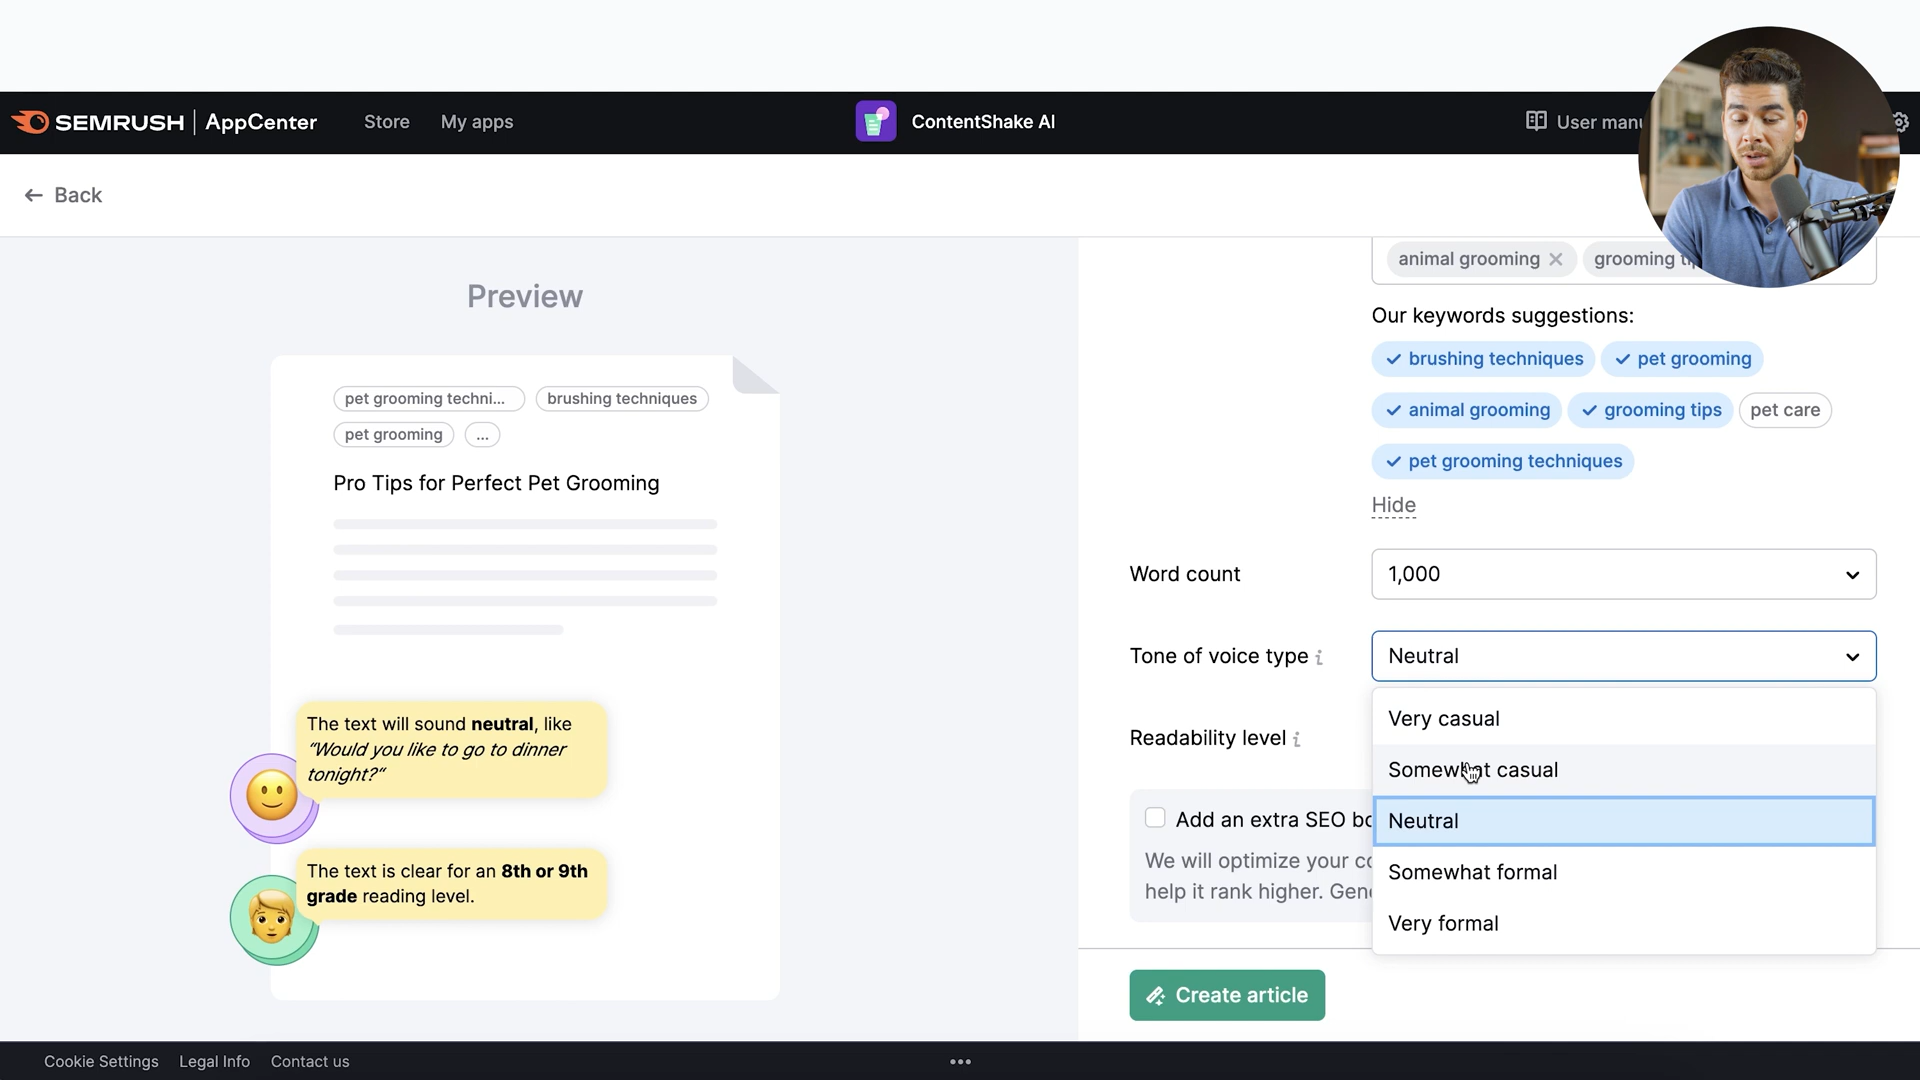 SEMRUSH | AppCenter
Store
My apps
ContentShake AI
User manu
Back
Preview
pet grooming techni...
brushing techniques
pet grooming
...
Pro Tips for Perfect Pet Grooming
The text will sound neutral, like
“Would you like to go to dinner
tonight?“
The text is clear for an 8th or 9th
grade reading level.
animal grooming
grooming
Our keywords suggestions:
brushing techniques
pet grooming
animal grooming
grooming tips
pet care
pet grooming techniques
Hide
Word count
1,000
Tone of voice type
Neutral
Very casual
Somewhat casual
Neutral
Somewhat formal
Very formal
Readability level
Add an extra SEO bo
We will optimize your co
help it rank higher. Gene
Create article
Cookie Settings
Legal Info
Contact us